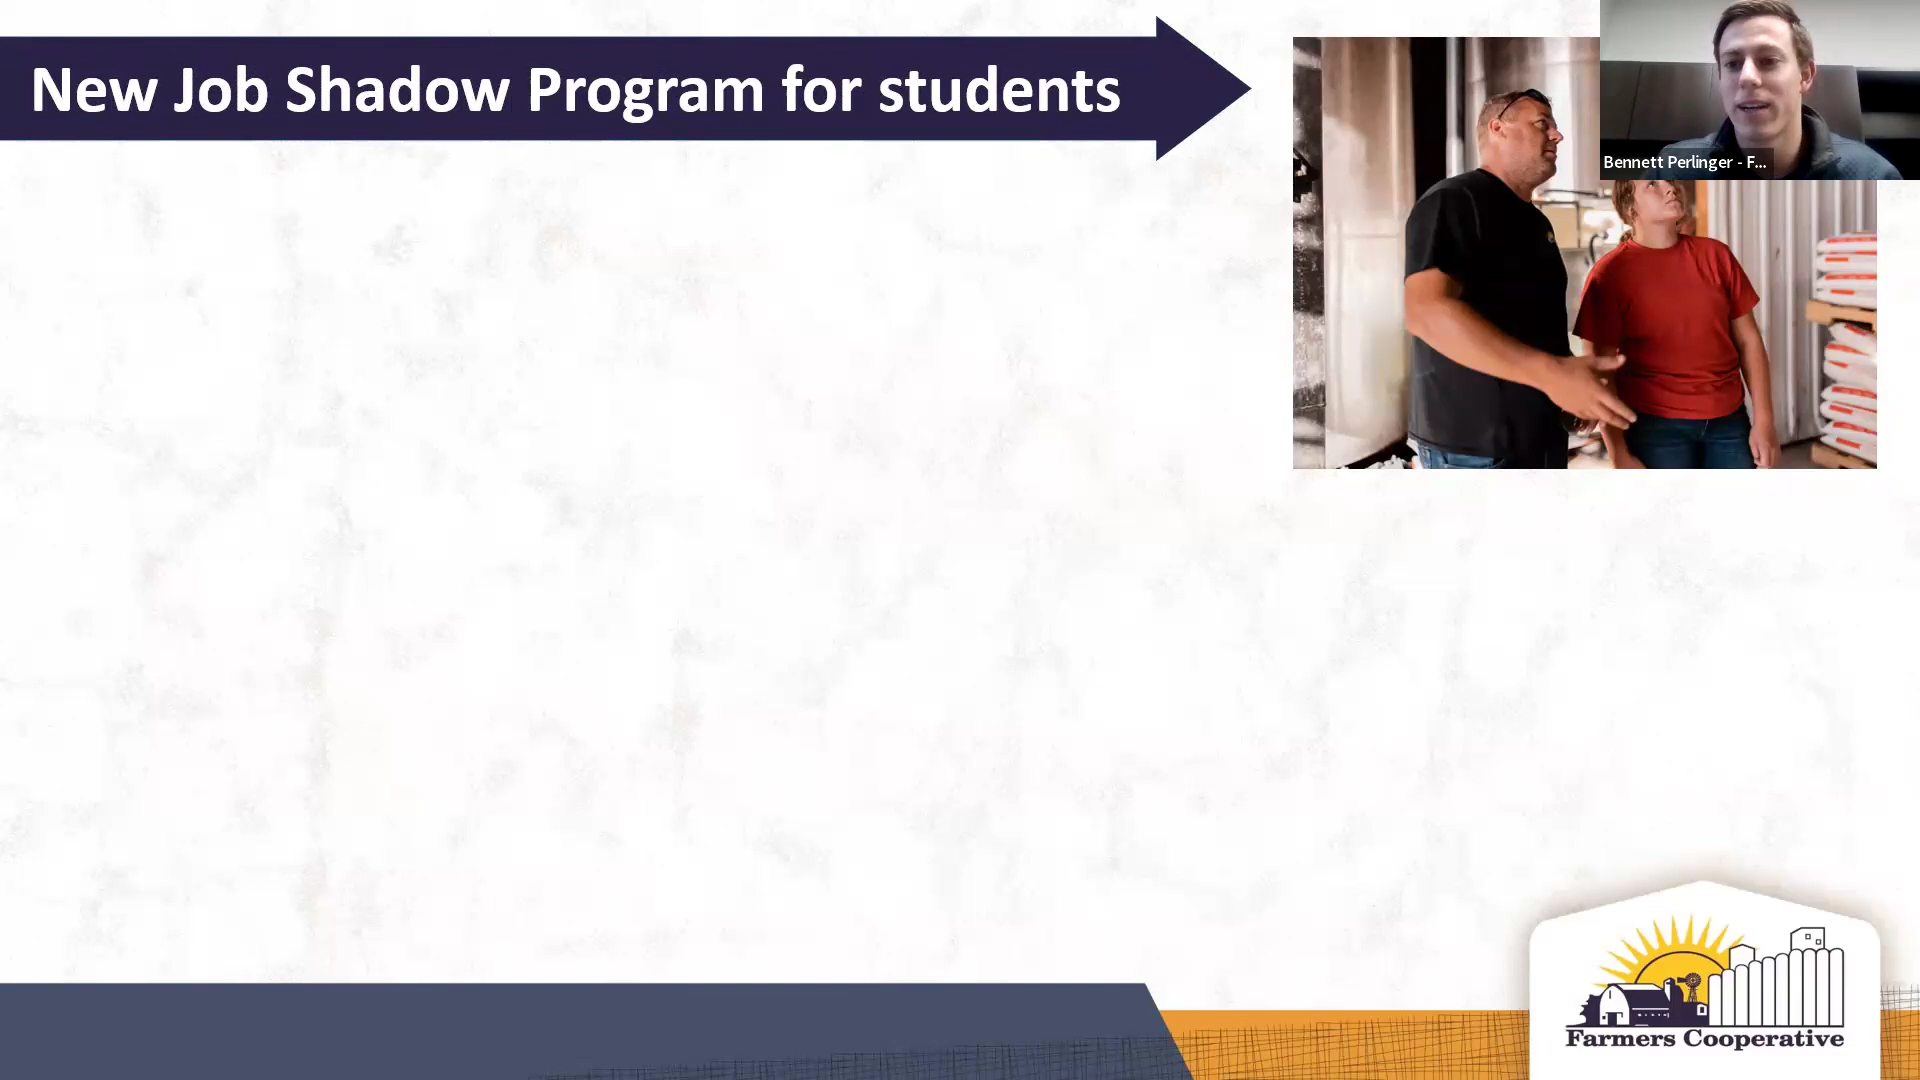 New Job Shadow Program for students
Bennett Perlinger - F...
Farmers Cooperative